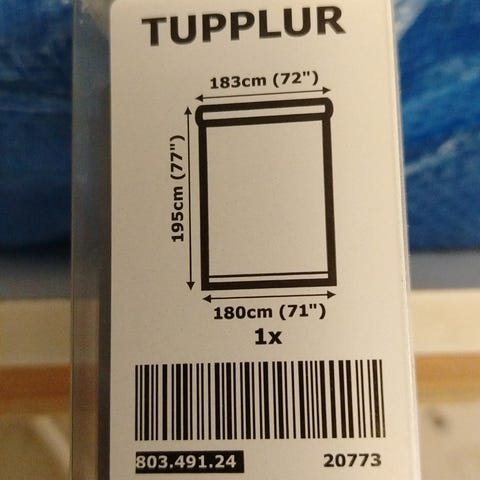 TUPPLUR
183cm (72")
195cm (77")
180cm (71")
1x
803.491.24 20773